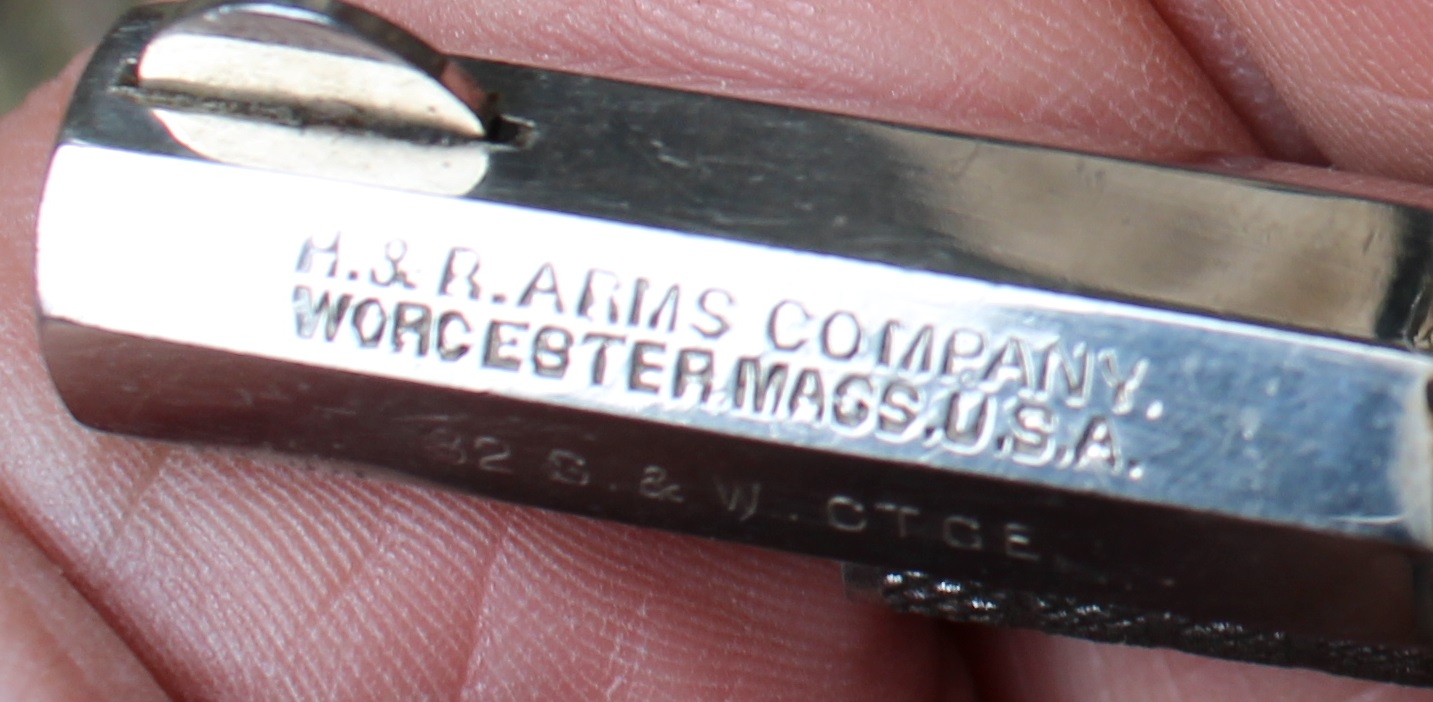 H.&R.ARMS COMPANY.
WORCESTER,MASS.U.S.A.
32 S.&W. CTGE